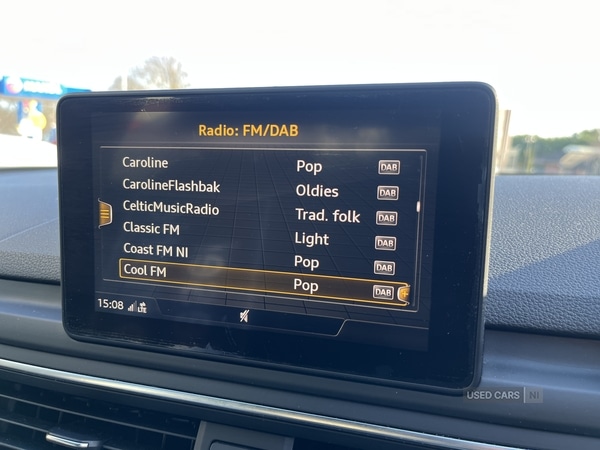 Radio: FM/DAB
Caroline Pop DAB
CarolineFlashbak Oldies DAB
CelticMusicRadio Trad. folk DAB
Classic FM Light DAB
Coast FM NI Pop DAB
Cool FM Pop DAB
15:08 LTE
USED CARS NI